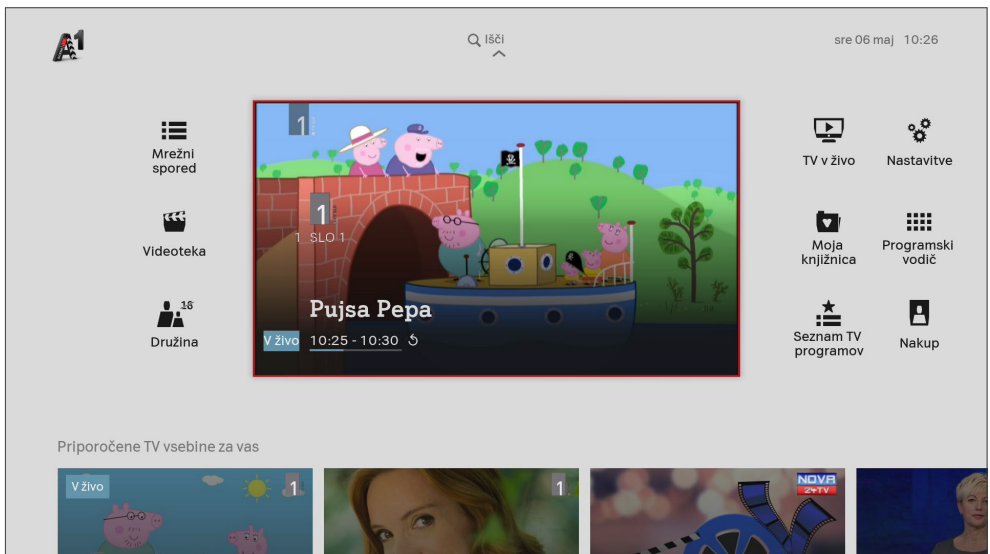 A1
Išči
sre 06 maj 10:26
Mrežni
spored
Videoteka
18
Družina
1
1
1 SLO 1
Pujsa Pepa
V živo 10:25 - 10:30
TV v živo
Nastavitve
Moja
knjižnica
Programski
vodič
Seznam TV
programov
Nakup
Priporočene TV vsebine za vas
V živo
1
1
NOVA
24TV